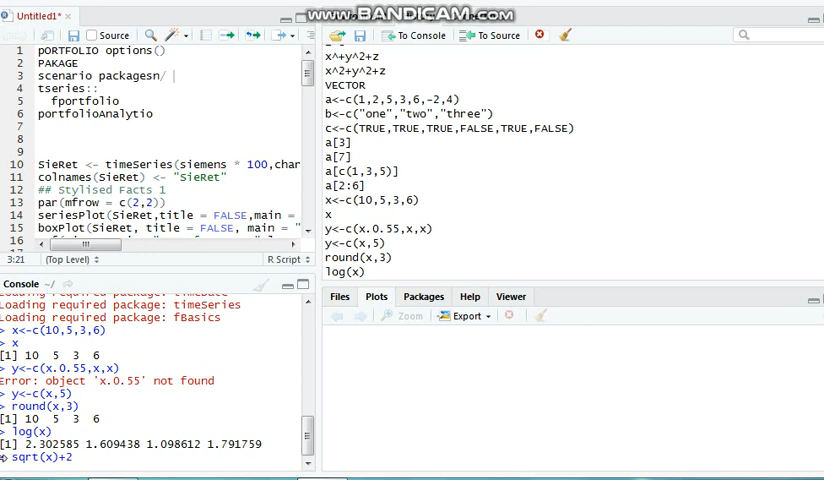 www.BANDICAM.com
Untitled1*
Source
To Console
To Source
1 pORTFOLIO options()
2 PAKAGE
3 scenario packagesn/
4 tseries::
5 fportfolio
6 portfolioAnalytio
7
8
9
10 SieRet <- timeSeries(siemens * 100,char
11 colnames(SieRet) <- "SieRet"
12 ## Stylised Facts 1
13 par(mfrow = c(2,2))
14 seriesPlot(SieRet,title = FALSE,main =
15 boxPlot(SieRet, title = FALSE, main = "
16
3:21 (Top Level) R Script
x^+y^2+z
x^2+y^2+z
VECTOR
a<-c(1,2,5,3,6,-2,4)
b<-c("one","two","three")
c<-c(TRUE,TRUE,TRUE,FALSE,TRUE,FALSE)
a[3]
a[7]
a[c(1,3,5)]
a[2:6]
x<-c(10,5,3,6)
x
y<-c(x.0.55,x,x)
y<-c(x,5)
round(x,3)
log(x)
Console ~/
Loading required package: timeDate
Loading required package: timeSeries
Loading required package: fBasics
> x<-c(10,5,3,6)
> x
[1] 10 5 3 6
> y<-c(x.0.55,x,x)
Error: object 'x.0.55' not found
> y<-c(x,5)
> round(x,3)
[1] 10 5 3 6
> log(x)
[1] 2.302585 1.609438 1.098612 1.791759
sqrt(x)+2
Files Plots Packages Help Viewer
Zoom Export